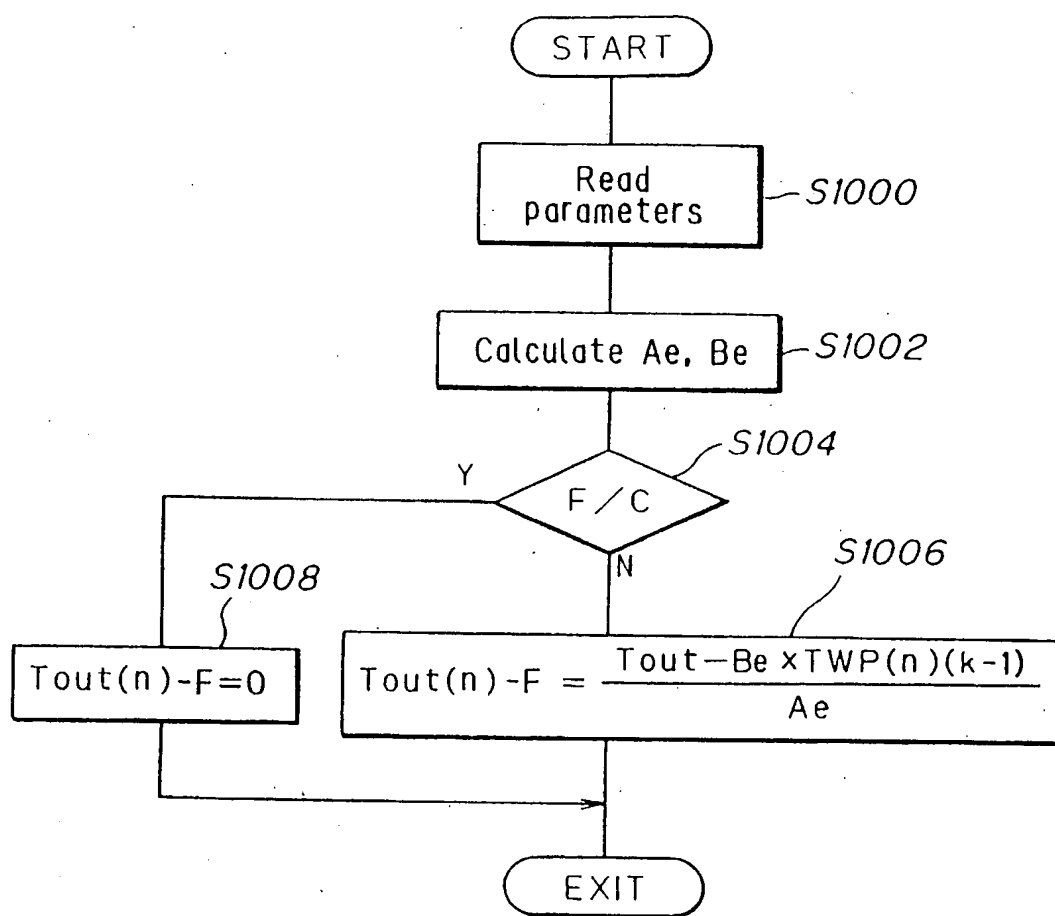 START
Read
parameters
S1000
Calculate Ae, Be
S1002
S1004
Y
F/C
N
S1008
S1006
Tout(n)-F=0
Tout(n)-F = Tout-Be×TWP(n)(k-1)
Ae
EXIT